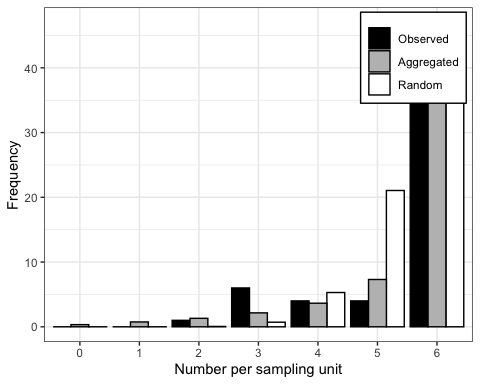 Observed
Aggregated
Random
40
30
20
10
0
Frequency
0 1 2 3 4 5 6
Number per sampling unit